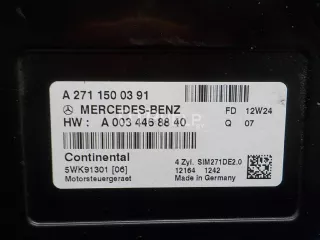 A 271 150 03 91
MERCEDES-BENZ FD 12W24
HW : A 003 446 88 40 Q 07
Continental
5WK91301 [06] 4 Zyl. SIM271DE2.0
12164 1242
Motorsteuergeraet Made in Germany